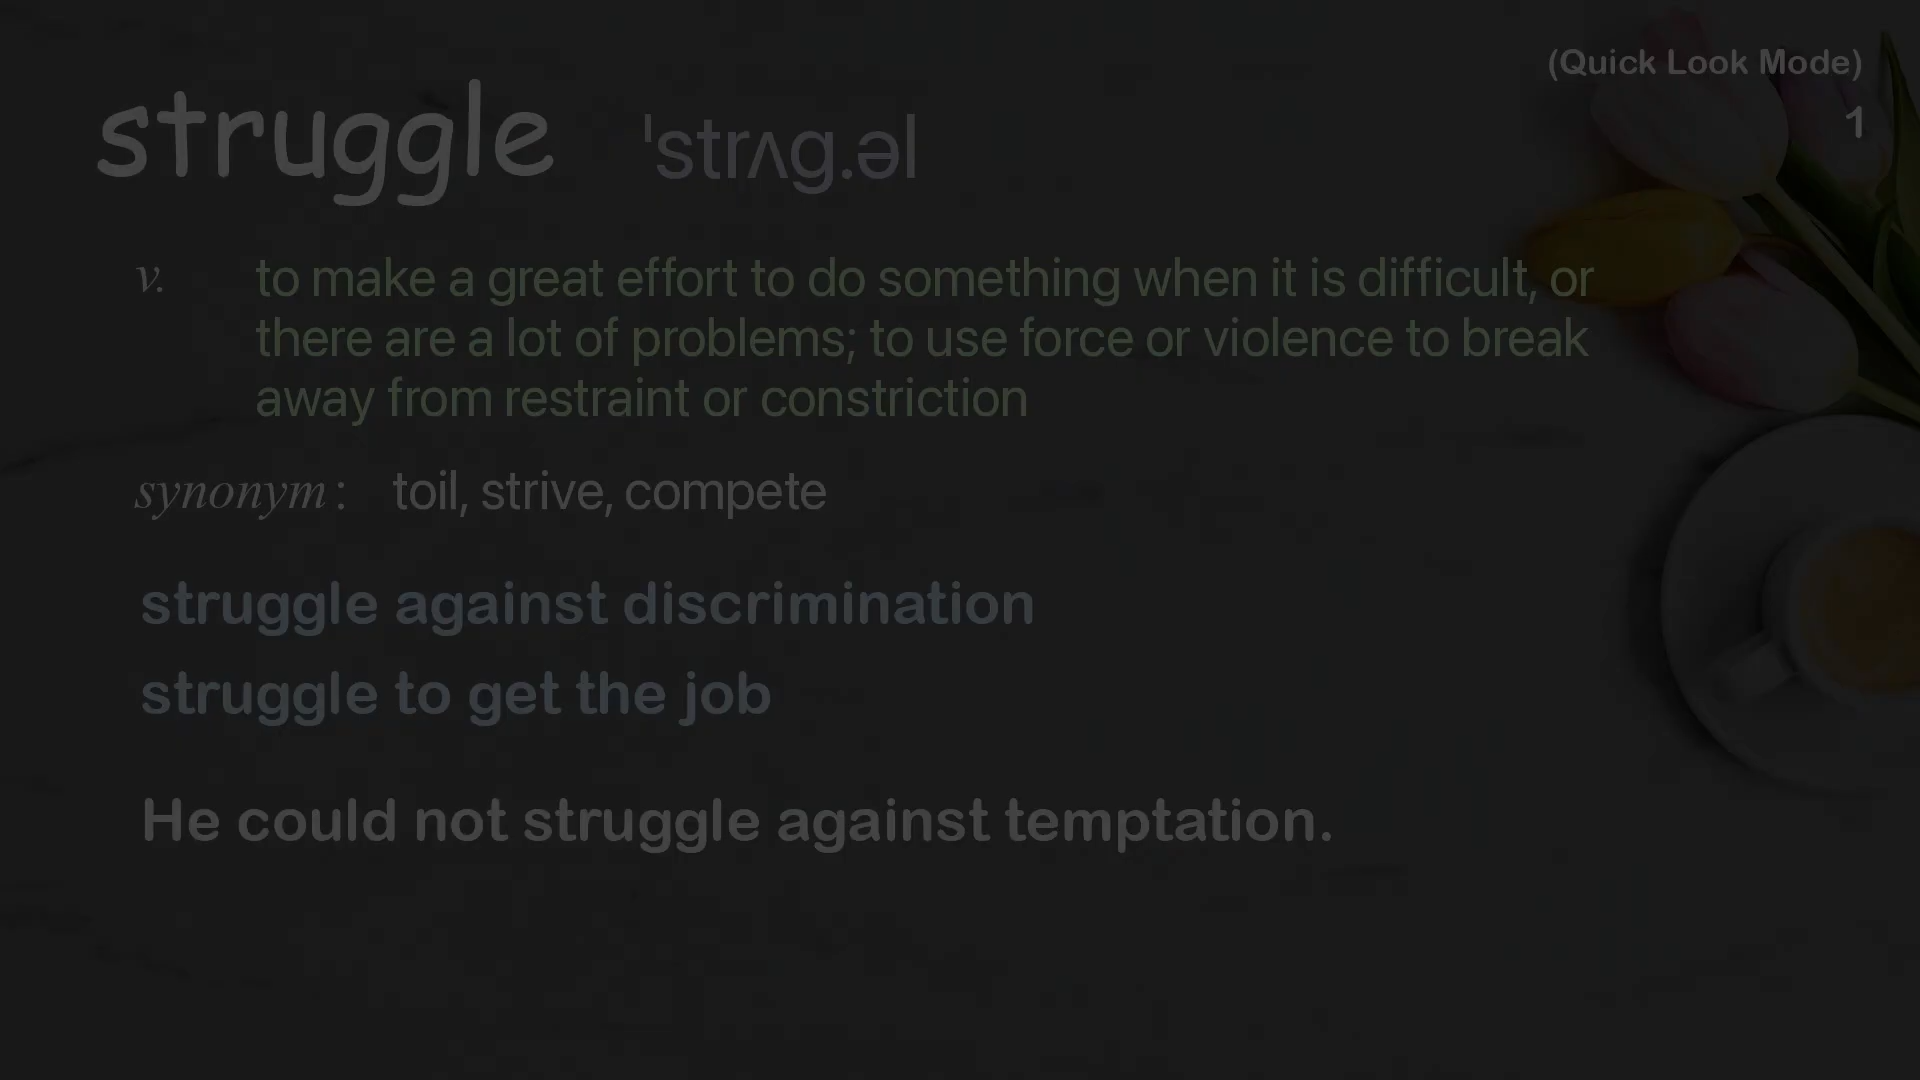 (Quick Look Mode)
struggle ˈstrʌg.əl
1
v. to make a great effort to do something when it is difficult, or
there are a lot of problems; to use force or violence to break
away from restraint or constriction
synonym : toil, strive, compete
struggle against discrimination
struggle to get the job
He could not struggle against temptation.